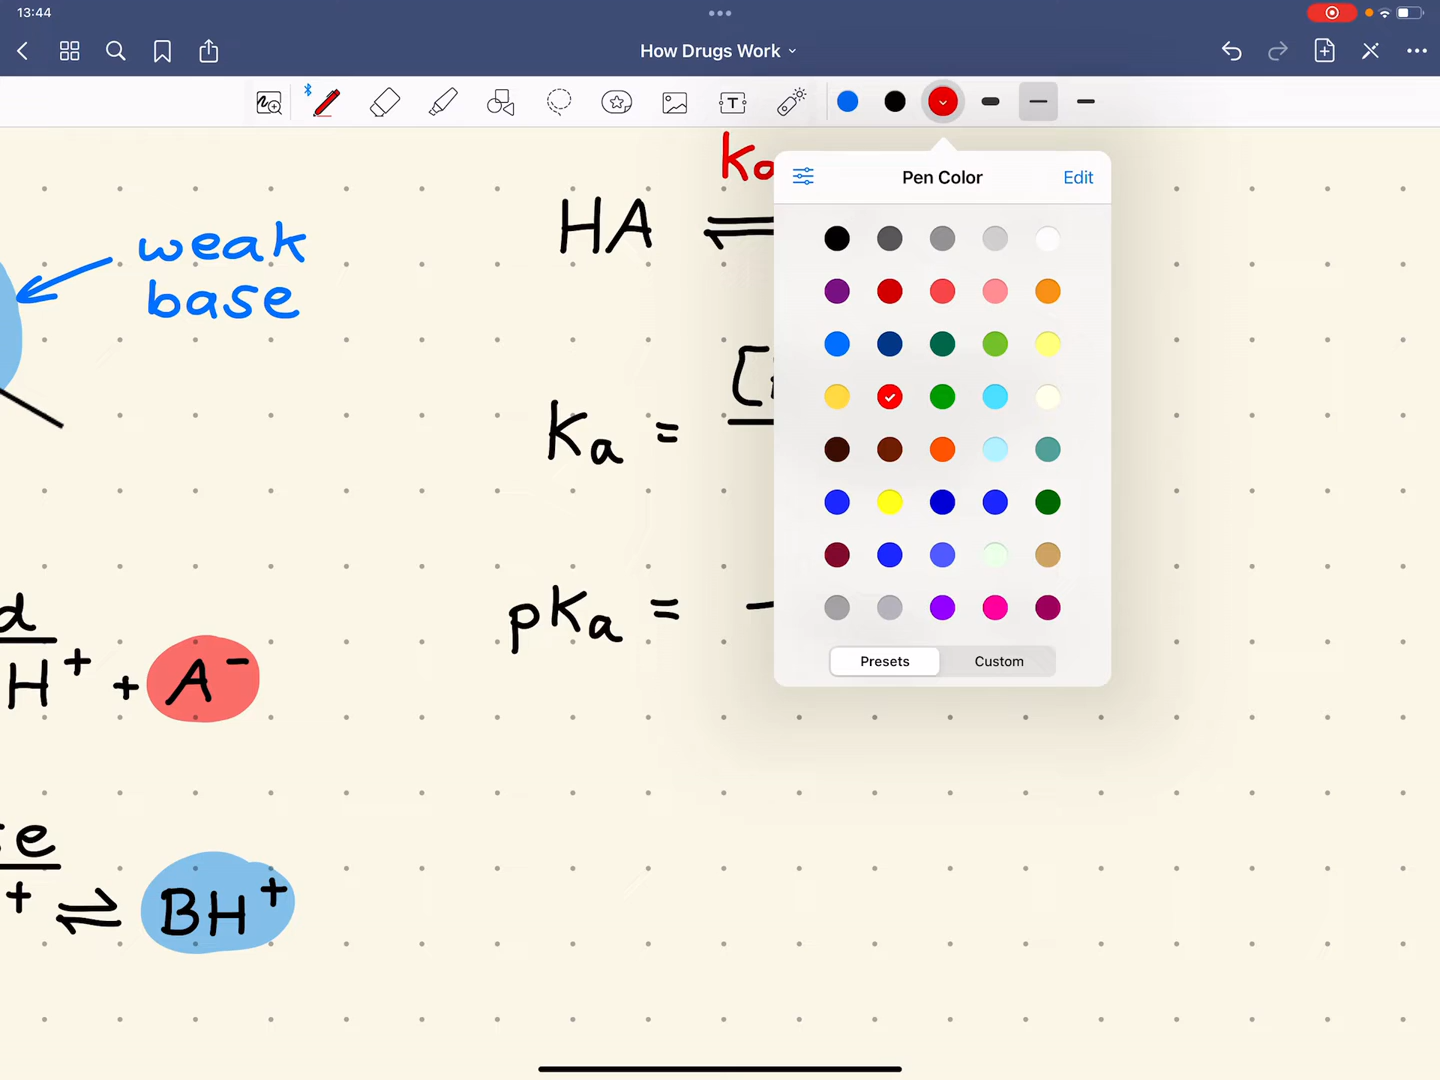 13:44
How Drugs Work
T
Pen Color
Edit
Presets
Custom
weak
base
ka
HA ⇌
Ka = [
pKa = −
H⁺ + A⁻
⁺ ⇌ BH⁺